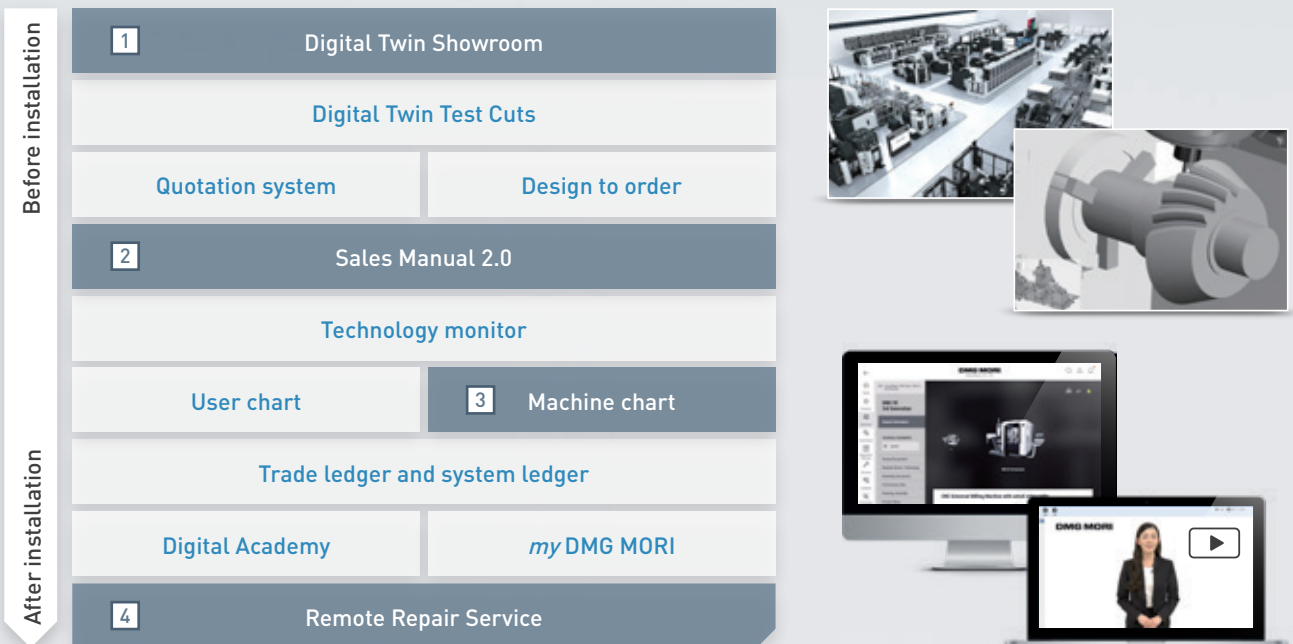 Before installation
1
Digital Twin Showroom
Digital Twin Test Cuts
Quotation system
Design to order
2
Sales Manual 2.0
Technology monitor
User chart
3
Machine chart
Trade ledger and system ledger
After installation
Digital Academy
my DMG MORI
4
Remote Repair Service
DMG MORI
DMG MORI